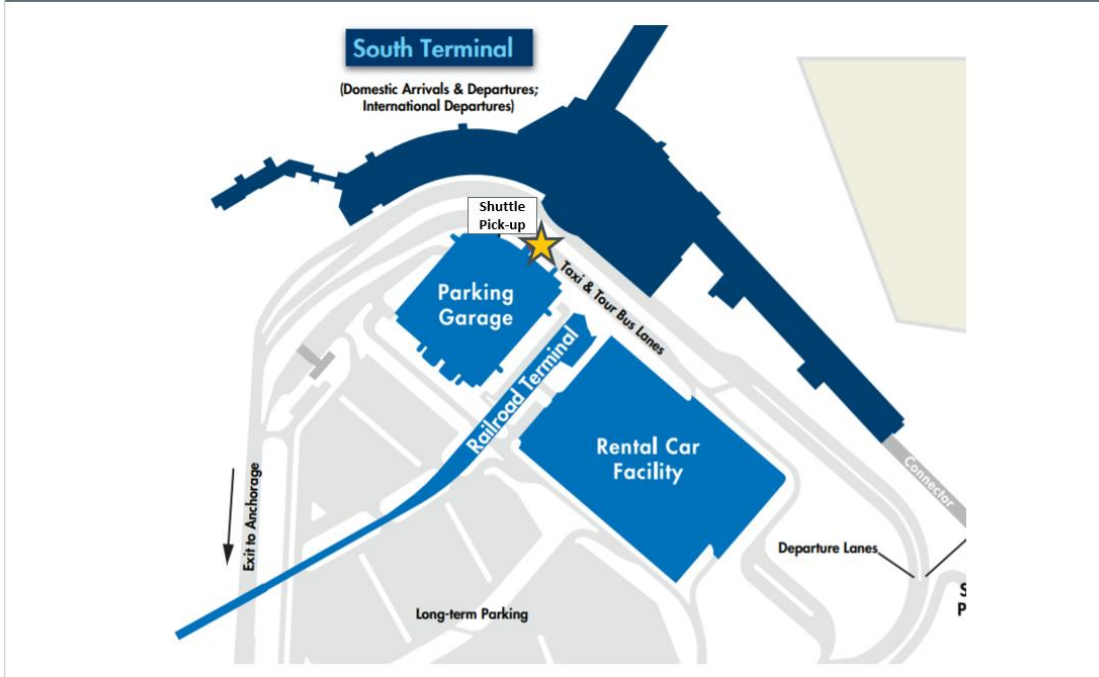 South Terminal
(Domestic Arrivals & Departures;
International Departures)
Shuttle
Pick-up
Taxi & Tour Bus Lanes
Parking
Garage
Railroad Terminal
Rental Car
Facility
Connector
Exit to Anchorage
Departure Lanes
S
P
Long-term Parking